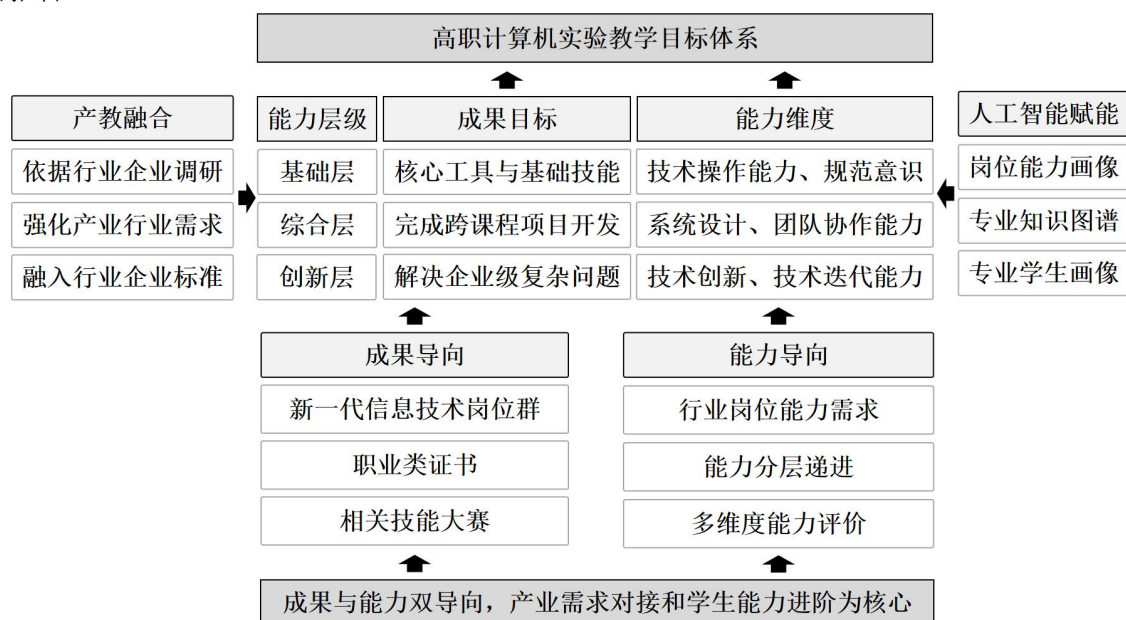 高职计算机实验教学目标体系
产教融合
依据行业企业调研
强化产业行业需求
融入行业企业标准
能力层级 成果目标 能力维度
基础层 核心工具与基础技能 技术操作能力、规范意识
综合层 完成跨课程项目开发 系统设计、团队协作能力
创新层 解决企业级复杂问题 技术创新、技术迭代能力
人工智能赋能
岗位能力画像
专业知识图谱
专业学生画像
成果导向
新一代信息技术岗位群
职业类证书
相关技能大赛
能力导向
行业岗位能力需求
能力分层递进
多维度能力评价
成果与能力双导向，产业需求对接和学生能力进阶为核心